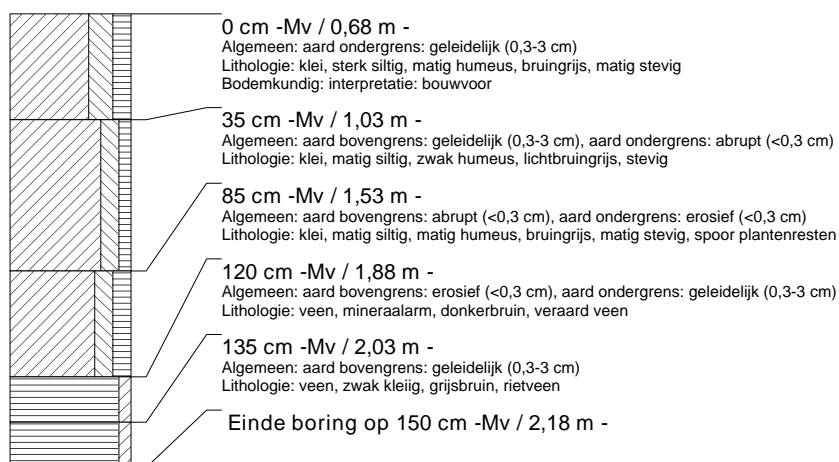 0 cm -Mv / 0,68 m -
Algemeen: aard ondergrens: geleidelijk (0,3-3 cm)
Lithologie: klei, sterk siltig, matig humeus, bruingrijs, matig stevig
Bodemkundig: interpretatie: bouwvoor
35 cm -Mv / 1,03 m -
Algemeen: aard bovengrens: geleidelijk (0,3-3 cm), aard ondergrens: abrupt (<0,3 cm)
Lithologie: klei, matig siltig, zwak humeus, lichtbruingrijs, stevig
85 cm -Mv / 1,53 m -
Algemeen: aard bovengrens: abrupt (<0,3 cm), aard ondergrens: erosief (<0,3 cm)
Lithologie: klei, matig siltig, matig humeus, bruingrijs, matig stevig, spoor plantenresten
120 cm -Mv / 1,88 m -
Algemeen: aard bovengrens: erosief (<0,3 cm), aard ondergrens: geleidelijk (0,3-3 cm)
Lithologie: veen, mineraalarm, donkerbruin, veraard veen
135 cm -Mv / 2,03 m -
Algemeen: aard bovengrens: geleidelijk (0,3-3 cm)
Lithologie: veen, zwak kleiig, grijsbruin, rietveen
Einde boring op 150 cm -Mv / 2,18 m -